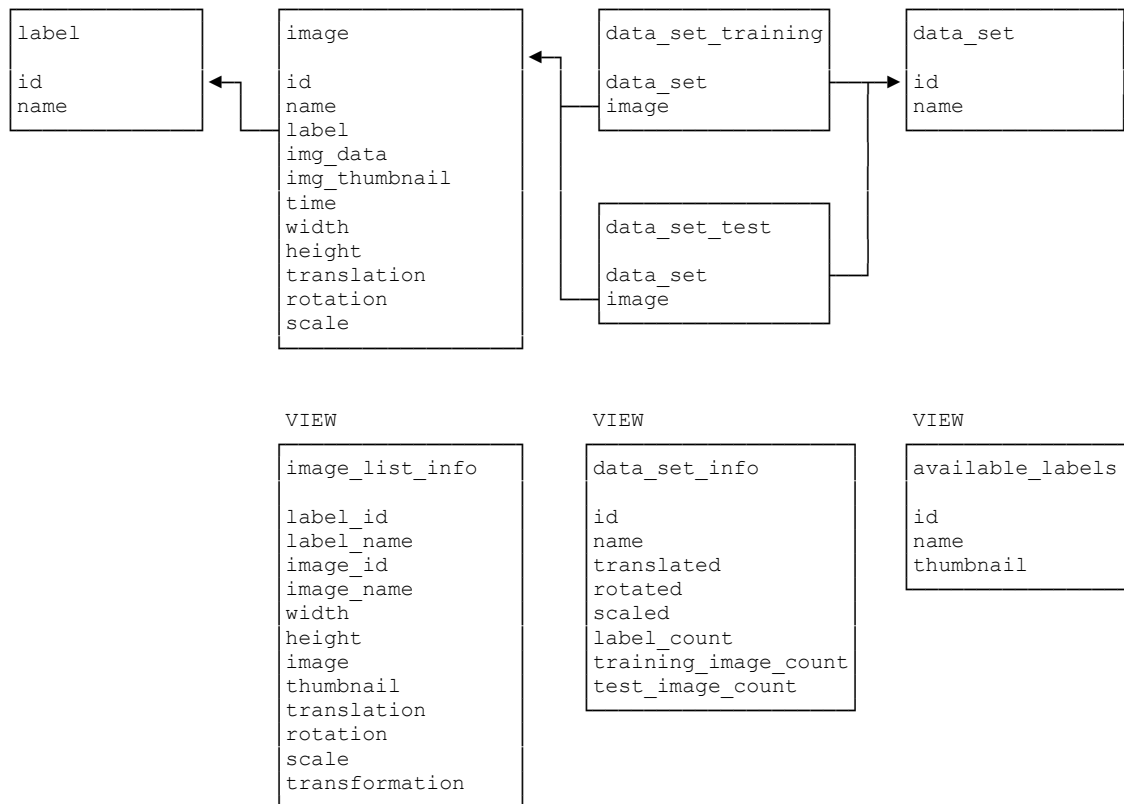 label
id
name
image
id
name
label
img_data
img_thumbnail
time
width
height
translation
rotation
scale
data_set_training
data_set
image
data_set_test
data_set
image
data_set
id
name
VIEW
image_list_info
label_id
label_name
image_id
image_name
width
height
image
thumbnail
translation
rotation
scale
transformation
VIEW
data_set_info
id
name
translated
rotated
scaled
label_count
training_image_count
test_image_count
VIEW
available_labels
id
name
thumbnail